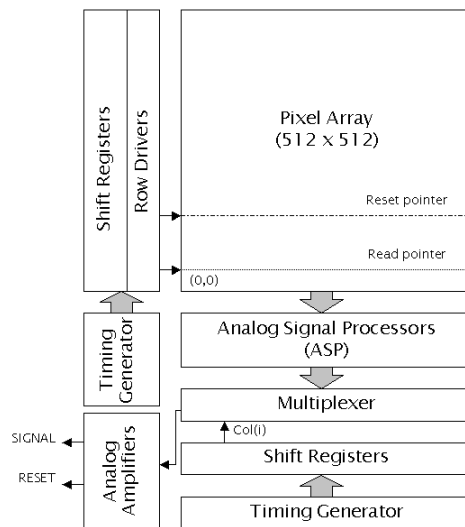 Shift Registers
Row Drivers
Pixel Array
(512 x 512)
Reset pointer
Read pointer
(0,0)
Timing
Generator
Analog Signal Processors
(ASP)
Multiplexer
Col(i)
SIGNAL
RESET
Analog
Amplifiers
Shift Registers
Timing Generator